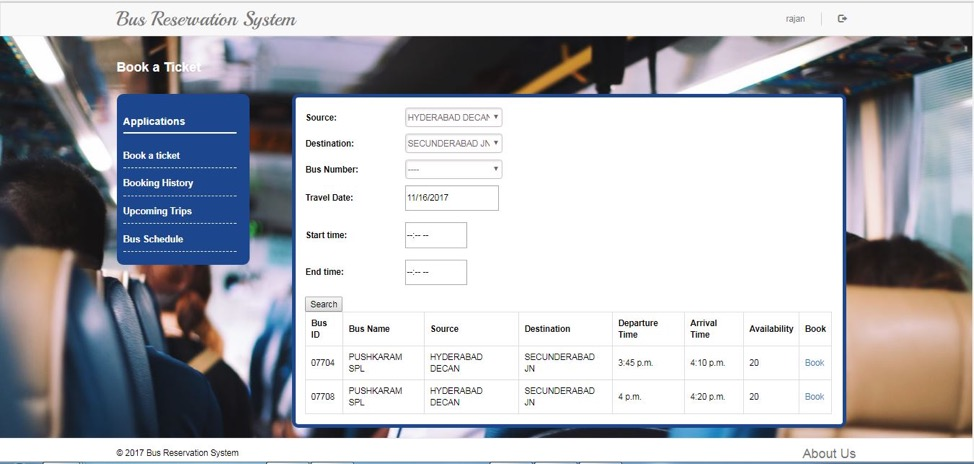 Bus Reservation System
rajan
Book a Ticket
Applications
Book a ticket
Booking History
Upcoming Trips
Bus Schedule
Source: HYDERABAD DECAN
Destination: SECUNDERABAD JN
Bus Number: ----
Travel Date: 11/16/2017
Start time: --:-- --
End time: --:-- --
Search
Bus ID Bus Name Source Destination Departure Time Arrival Time Availability Book
07704 PUSHKARAM SPL HYDERABAD DECAN SECUNDERABAD JN 3:45 p.m. 4:10 p.m. 20 Book
07708 PUSHKARAM SPL HYDERABAD DECAN SECUNDERABAD JN 4 p.m. 4:20 p.m. 20 Book
© 2017 Bus Reservation System
About Us